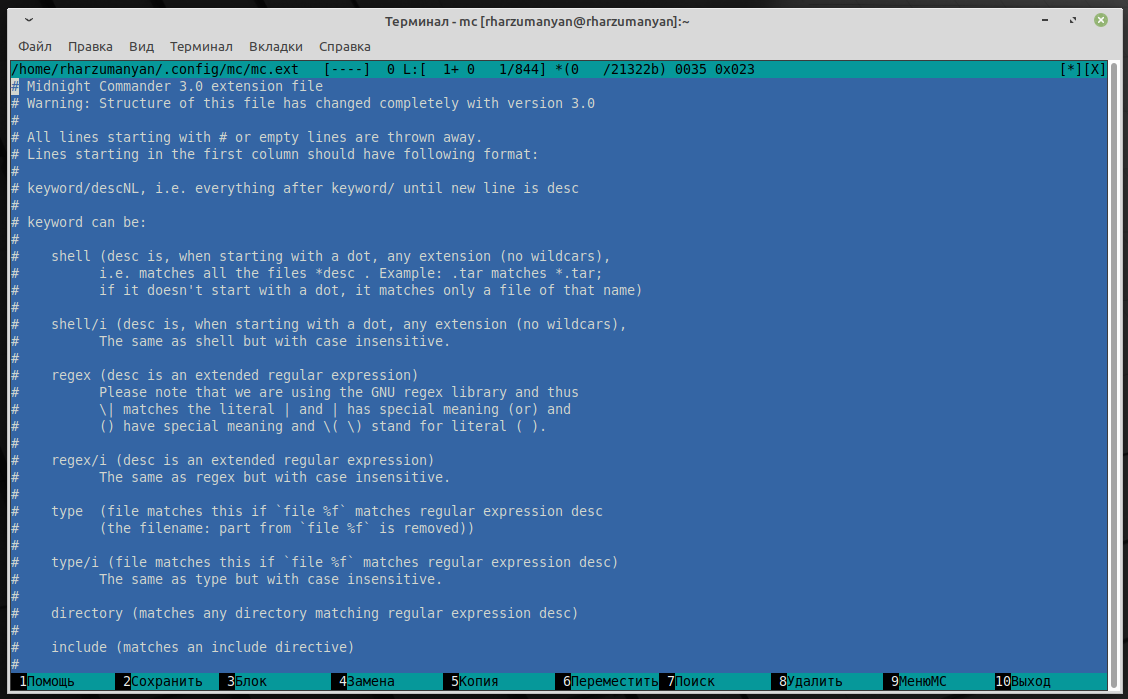 Терминал - mc [rharzumanyan@rharzumanyan]:~
Файл Правка Вид Терминал Вкладки Справка
/home/rharzumanyan/.config/mc/mc.ext   [----]  0 L:[  1+ 0   1/844] *(0   /21322b) 0035 0x023   [*][X]
# Midnight Commander 3.0 extension file
# Warning: Structure of this file has changed completely with version 3.0
#
# All lines starting with # or empty lines are thrown away.
# Lines starting in the first column should have following format:
#
# keyword/descNL, i.e. everything after keyword/ until new line is desc
#
# keyword can be:
#
#    shell (desc is, when starting with a dot, any extension (no wildcars),
#          i.e. matches all the files *desc . Example: .tar matches *.tar;
#          if it doesn't start with a dot, it matches only a file of that name)
#
#    shell/i (desc is, when starting with a dot, any extension (no wildcars),
#          The same as shell but with case insensitive.
#
#    regex (desc is an extended regular expression)
#          Please note that we are using the GNU regex library and thus
#          \| matches the literal | and | has special meaning (or) and
#          () have special meaning and \( \) stand for literal ( ).
#
#    regex/i (desc is an extended regular expression)
#          The same as regex but with case insensitive.
#
#    type  (file matches this if `file %f` matches regular expression desc
#          (the filename: part from `file %f` is removed))
#
#    type/i (file matches this if `file %f` matches regular expression desc)
#          The same as type but with case insensitive.
#
#    directory (matches any directory matching regular expression desc)
#
#    include (matches an include directive)
#
1Помощь 2Сохранить 3Блок 4Замена 5Копия 6Переместить 7Поиск 8Удалить 9МенюMC 10Выход